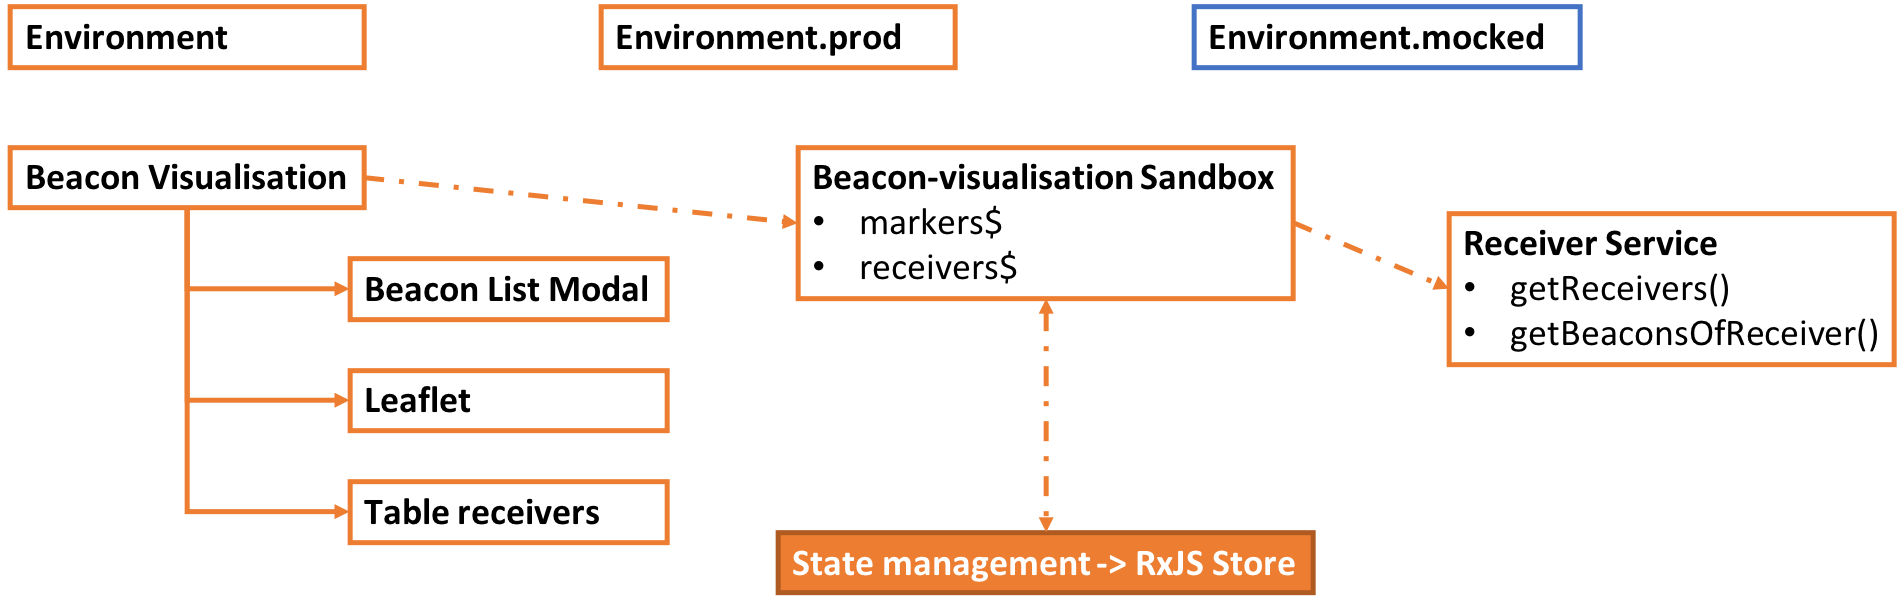 Environment
Environment.prod
Environment.mocked
Beacon Visualisation
Beacon-visualisation Sandbox
• markers$
• receivers$
Receiver Service
• getReceivers()
• getBeaconsOfReceiver()
Beacon List Modal
Leaflet
Table receivers
State management -> RxJS Store